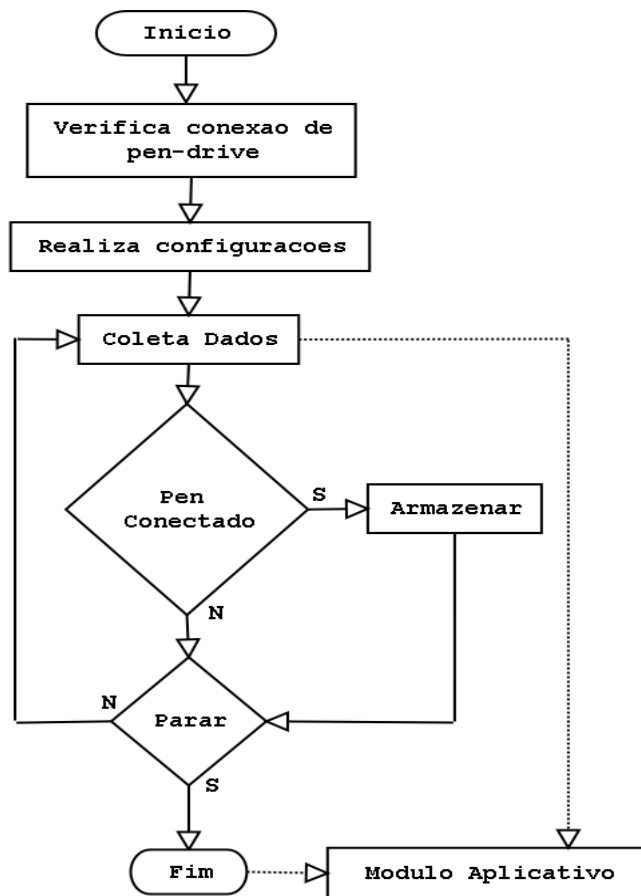 Inicio
Verifica conexao de
pen-drive
Realiza configuracoes
Coleta Dados
Pen
Conectado
S
Armazenar
N
N
Parar
S
Fim
Modulo Aplicativo